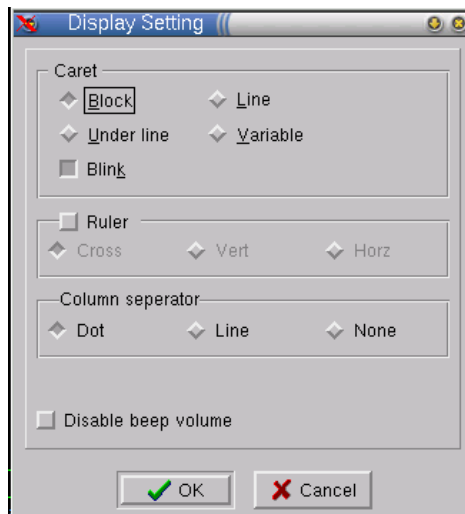 Display Setting
Caret
Block Line
Under line Variable
Blink
Ruler
Cross Vert Horz
Column seperator
Dot Line None
Disable beep volume
OK Cancel